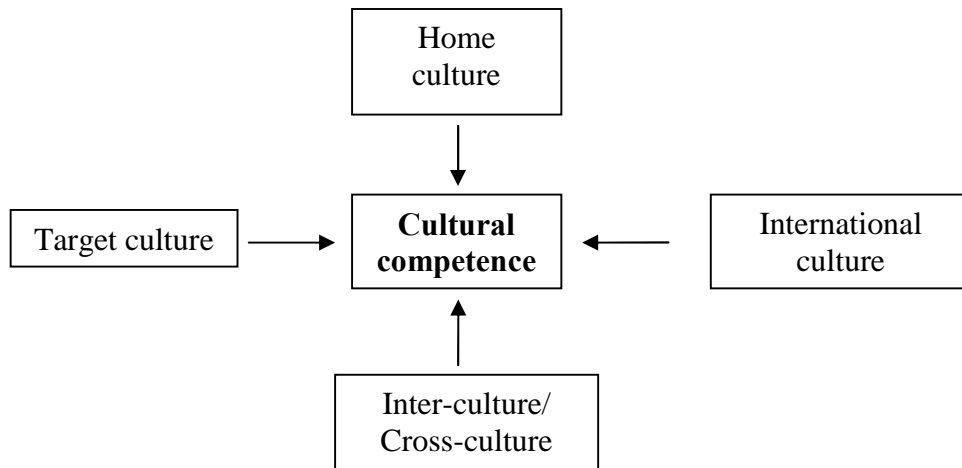 Home
culture
Target culture
Cultural
competence
International
culture
Inter-culture/
Cross-culture